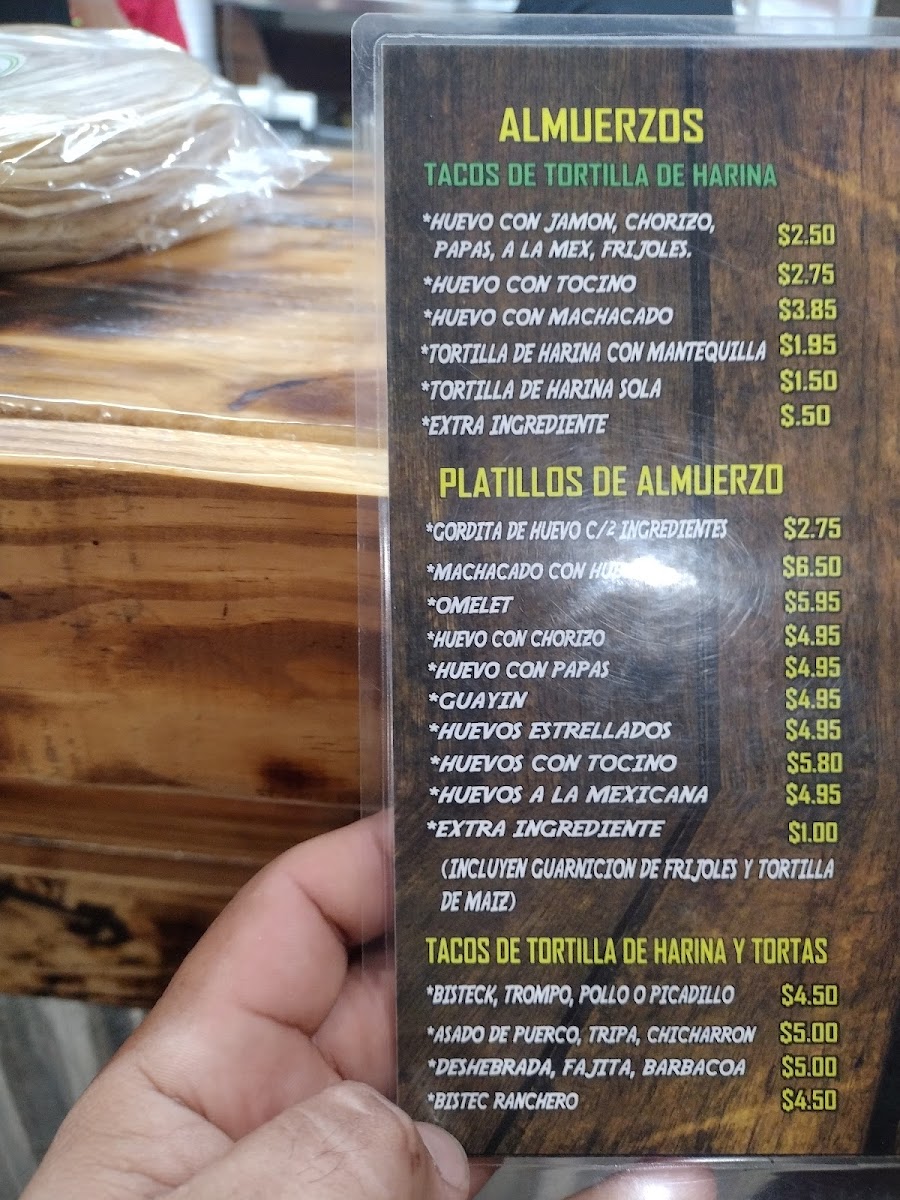 ALMUERZOS
TACOS DE TORTILLA DE HARINA
*HUEVO CON JAMON, CHORIZO,
PAPAS, A LA MEX, FRIJOLES. $2.50
*HUEVO CON TOCINO $2.75
*HUEVO CON MACHACADO $3.85
*TORTILLA DE HARINA CON MANTEQUILLA $1.95
*TORTILLA DE HARINA SOLA $1.50
*EXTRA INGREDIENTE $.50
PLATILLOS DE ALMUERZO
*GORDITA DE HUEVO C/2 INGREDIENTES $2.75
*MACHACADO CON $6.50
*OMELET $5.95
*HUEVO CON CHORIZO $4.95
*HUEVO CON PAPAS $4.95
*GUAYIN $4.95
*HUEVOS ESTRELLADOS $4.95
*HUEVOS CON TOCINO $5.80
*HUEVOS A LA MEXICANA $4.95
*EXTRA INGREDIENTE $1.00
(INCLUYEN GUARNICION DE FRIJOLES Y TORTILLA
DE MAIZ)
TACOS DE TORTILLA DE HARINA Y TORTAS
*BISTECK, TROMPO, POLLO O PICADILLO $4.50
*ASADO DE PUERCO, TRIPA, CHICHARRON $5.00
*DESHEBRADA, FAJITA, BARBACOA $5.00
*BISTEC RANCHERO $4.50